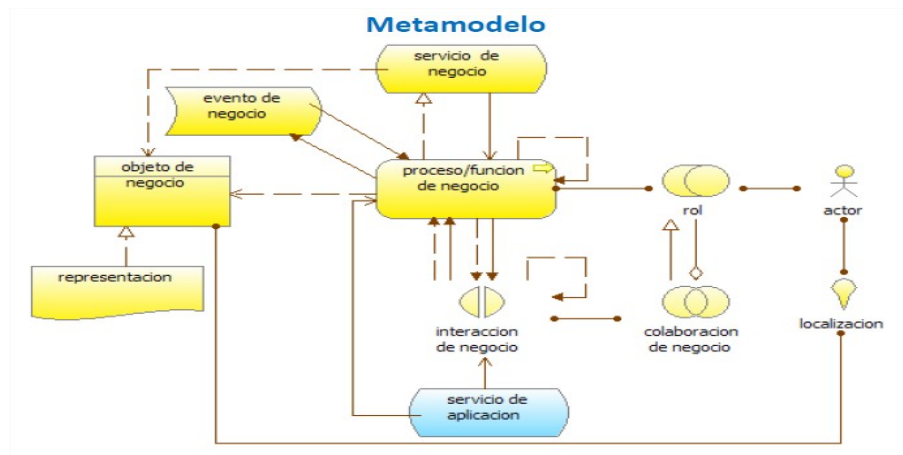 Metamodelo
servicio de
negocio
evento de
negocio
objeto de
negocio
proceso/funcion
de negocio
rol
actor
representacion
interaccion
de negocio
colaboracion
de negocio
localizacion
servicio de
aplicacion